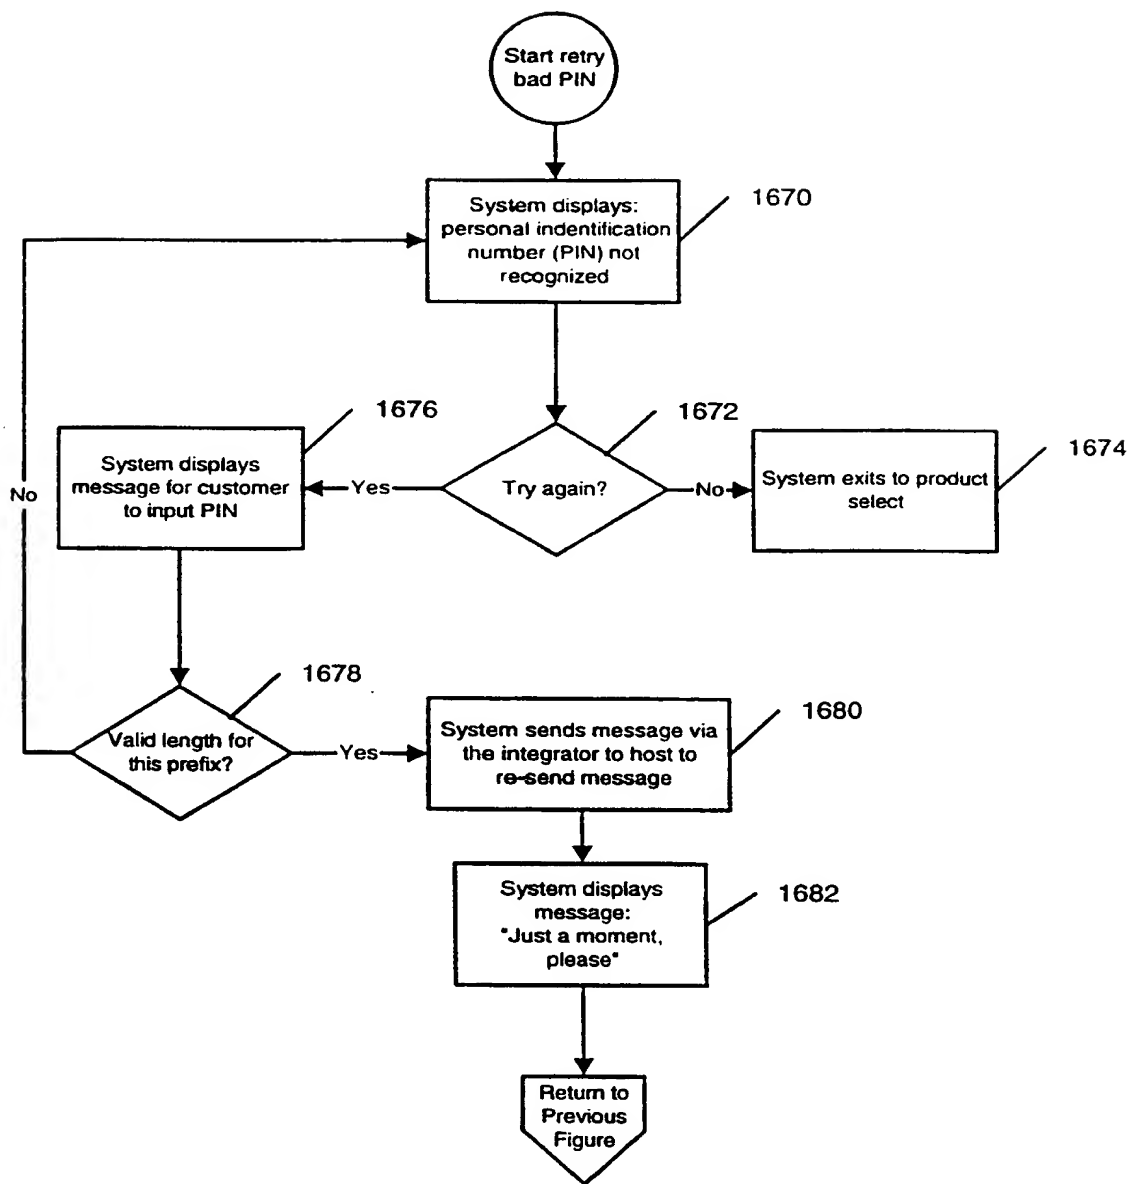 Start retry
bad PIN
1670
System displays:
personal indentification
number (PIN) not
recognized
1676
1672
1674
System displays
message for customer
to input PIN
No
Yes
Try again?
No
System exits to product
select
1678
1680
Valid length for
this prefix?
Yes
System sends message via
the integrator to host to
re-send message
1682
System displays
message:
"Just a moment,
please"
Return to
Previous
Figure